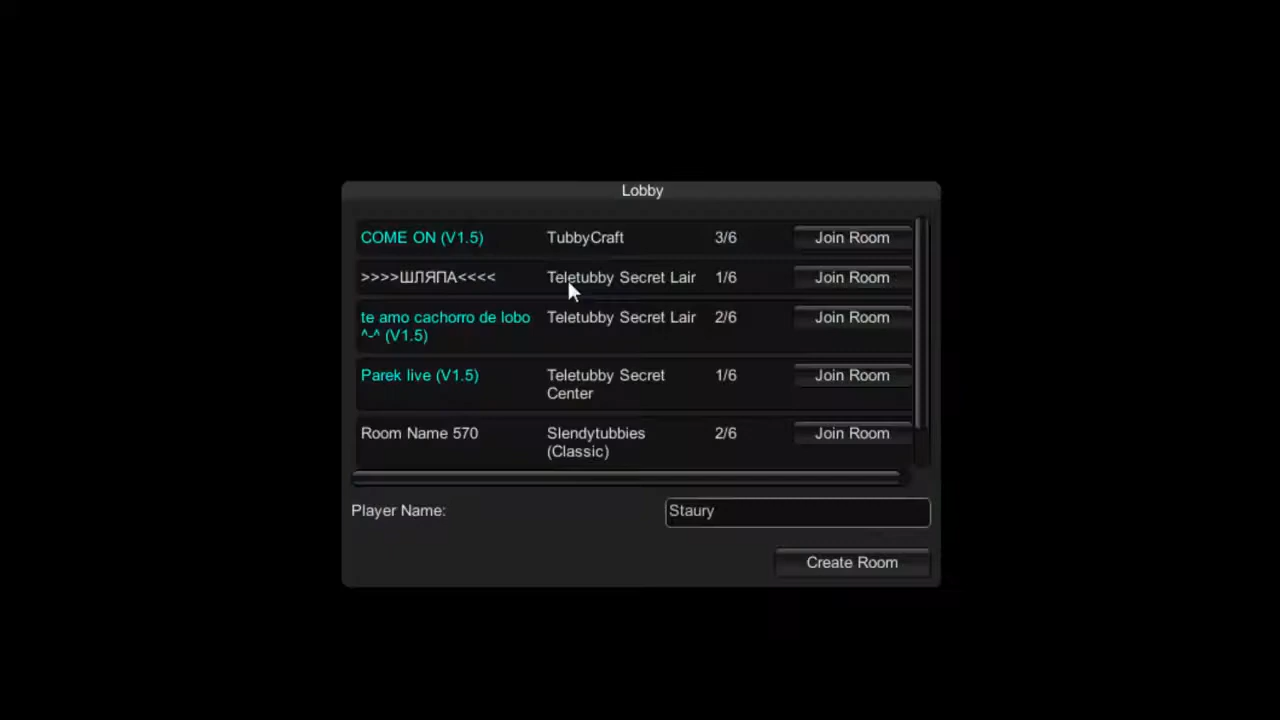 Lobby
COME ON (V1.5) TubbyCraft 3/6 Join Room
>>>>ШЛЯПА<<<< Teletubby Secret Lair 1/6 Join Room
te amo cachorro de lobo Teletubby Secret Lair 2/6 Join Room
^-^ (V1.5)
Parek live (V1.5) Teletubby Secret 1/6 Join Room
Center
Room Name 570 Slendytubbies 2/6 Join Room
(Classic)
Player Name: Staury
Create Room